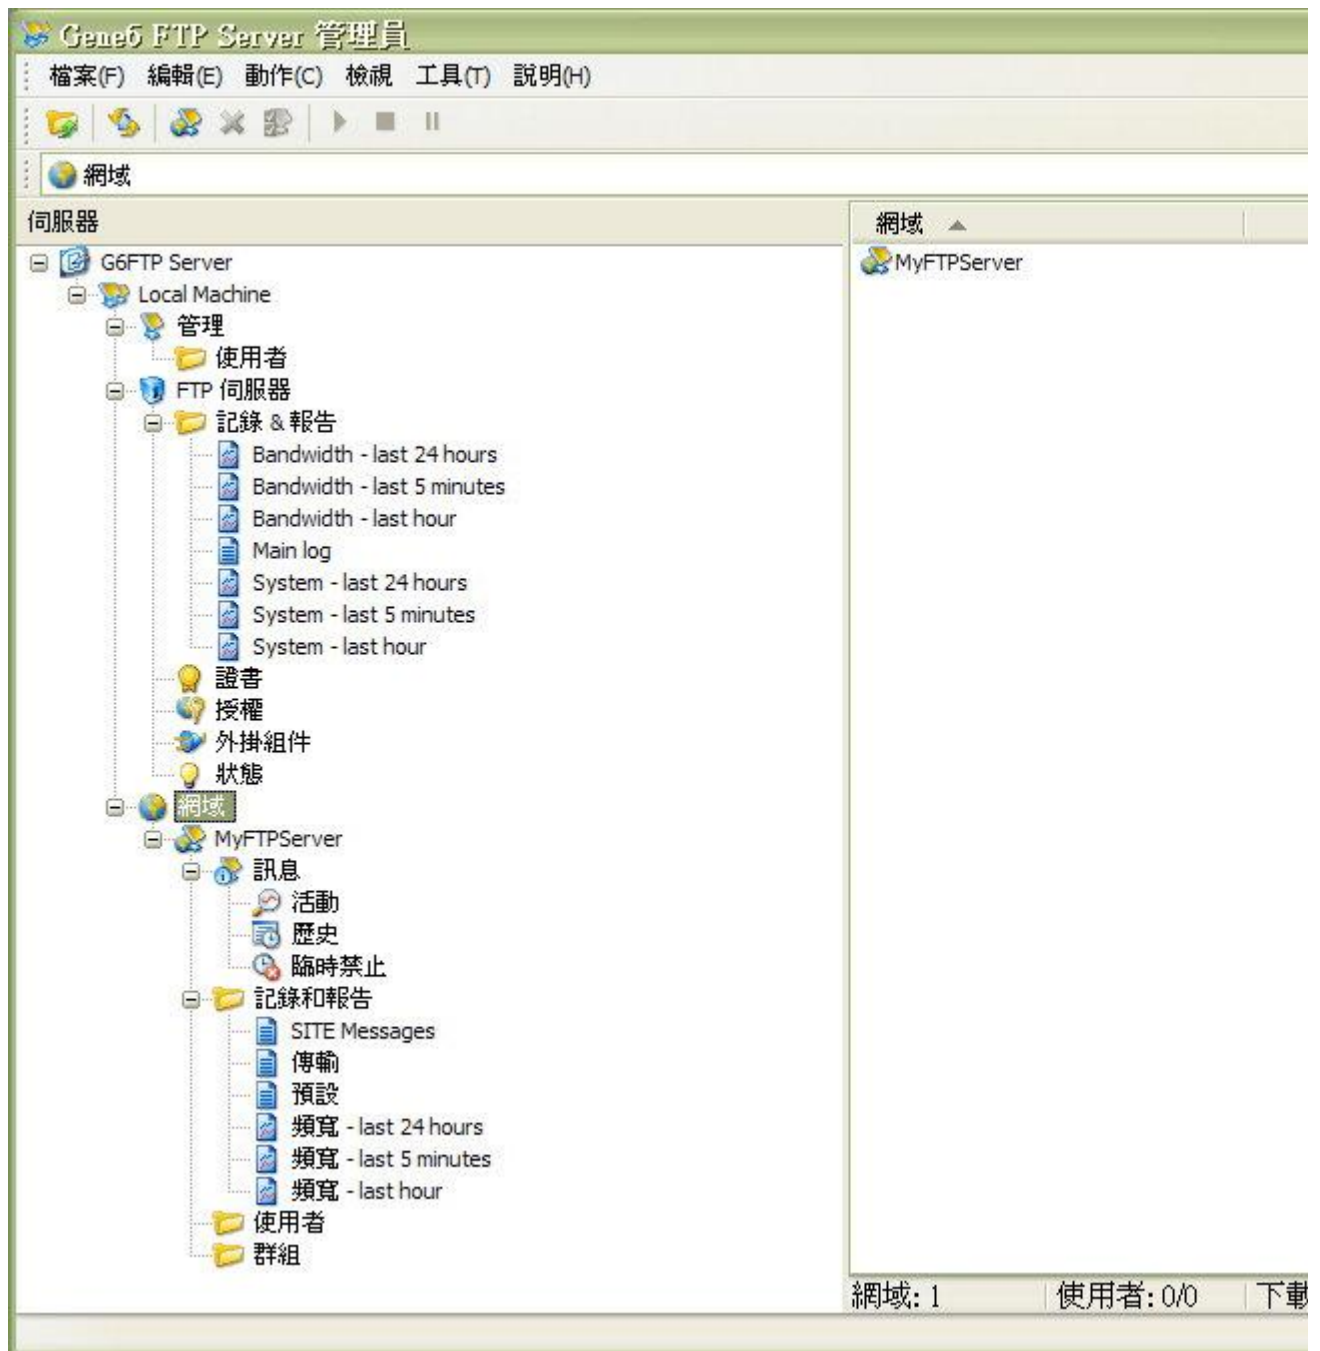 Gene6 FTP Server 管理員
檔案(F) 編輯(E) 動作(C) 檢視 工具(T) 說明(H)
網域
伺服器
G6FTP Server
Local Machine
管理
使用者
FTP 伺服器
記錄 & 報告
Bandwidth - last 24 hours
Bandwidth - last 5 minutes
Bandwidth - last hour
Main log
System - last 24 hours
System - last 5 minutes
System - last hour
證書
授權
外掛組件
狀態
網域
MyFTPServer
訊息
活動
歷史
臨時禁止
記錄和報告
SITE Messages
傳輸
預設
頻寬 - last 24 hours
頻寬 - last 5 minutes
頻寬 - last hour
使用者
群組
網域
MyFTPServer
網域: 1 使用者: 0/0 下載